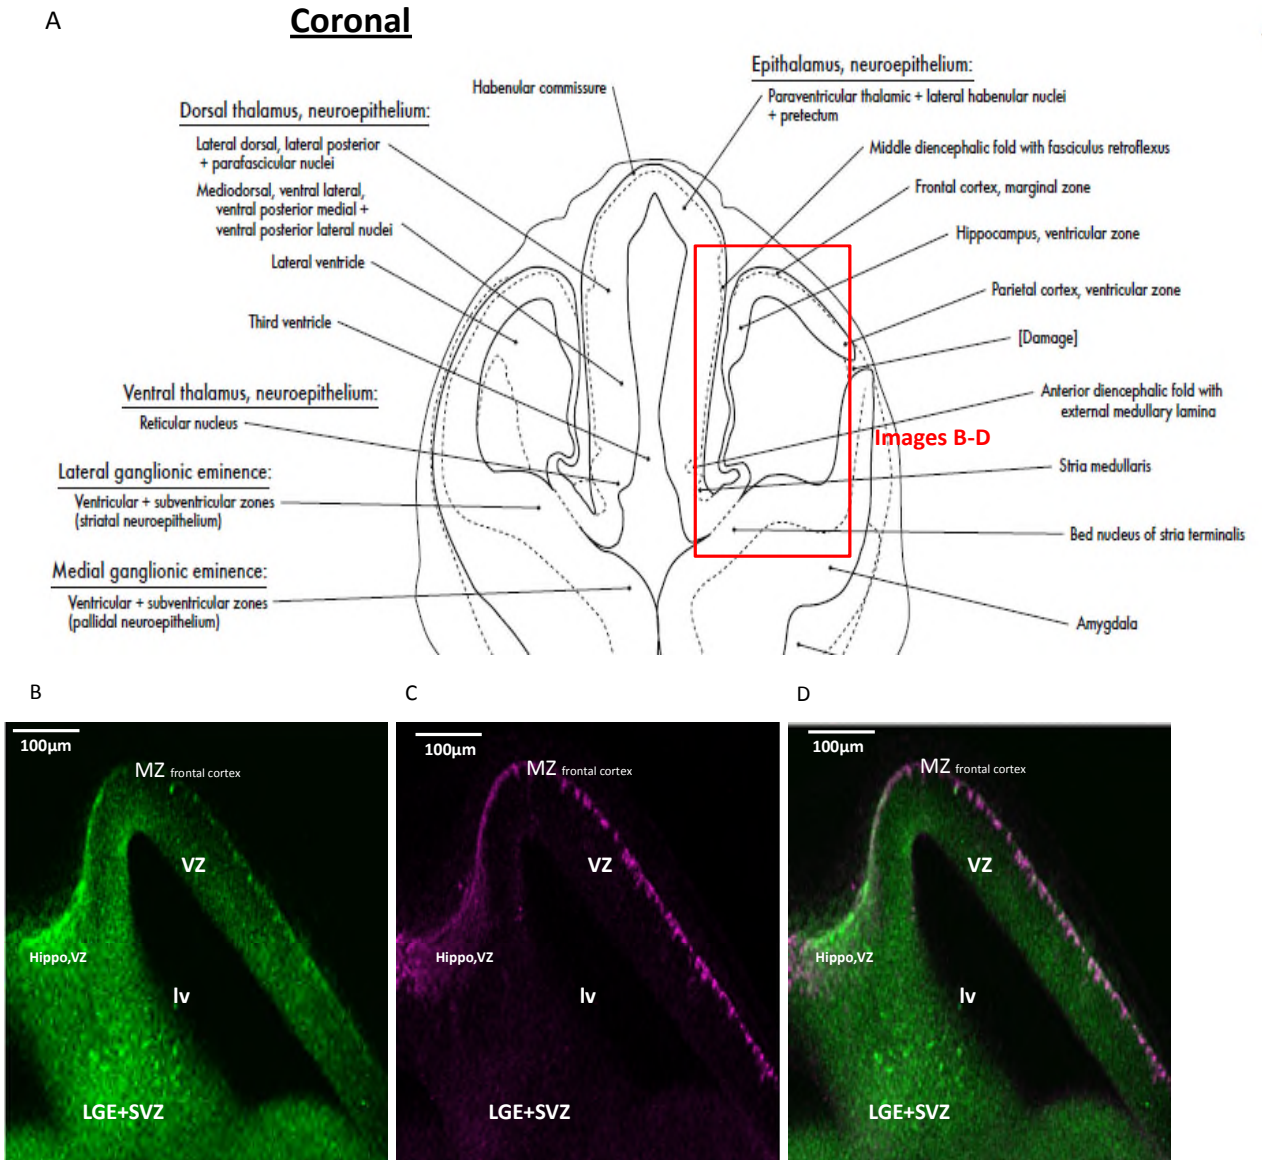 A
Coronal
Habenular commissure
Epithalamus, neuroepithelium:
Paraventricular thalamic + lateral habenular nuclei
+ pretectum
Dorsal thalamus, neuroepithelium:
Lateral dorsal, lateral posterior
+ parafascicular nuclei
Mediodorsal, ventral lateral,
ventral posterior medial +
ventral posterior lateral nuclei
Lateral ventricle
Third ventricle
Ventral thalamus, neuroepithelium:
Reticular nucleus
Lateral ganglionic eminence:
Ventricular + subventricular zones
(striatal neuroepithelium)
Medial ganglionic eminence:
Ventricular + subventricular zones
(pallidal neuroepithelium)
Middle diencephalic fold with fasciculus retroflexus
Frontal cortex, marginal zone
Hippocampus, ventricular zone
Parietal cortex, ventricular zone
[Damage]
Anterior diencephalic fold with
external medullary lamina
Images B-D
Stria medullaris
Bed nucleus of stria terminalis
Amygdala
B
100µm
MZ frontal cortex
VZ
Hippo,VZ
lv
LGE+SVZ
C
100µm
MZ frontal cortex
VZ
Hippo,VZ
lv
LGE+SVZ
D
100µm
MZ frontal cortex
VZ
Hippo,VZ
lv
LGE+SVZ